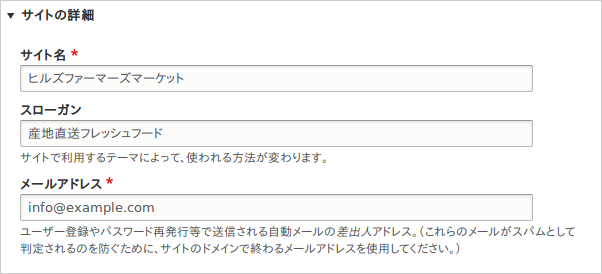 サイトの詳細
サイト名 *
ヒルズファーマーズマーケット
スローガン
産地直送フレッシュフード
サイトで利用するテーマによって、使われる方法が変わります。
メールアドレス *
info@example.com
ユーザー登録やパスワード再発行等で送信される自動メールの差出人アドレス。（これらのメールがスパムとして
判定されるのを防ぐために、サイトのドメインで終わるメールアドレスを使用してください。）